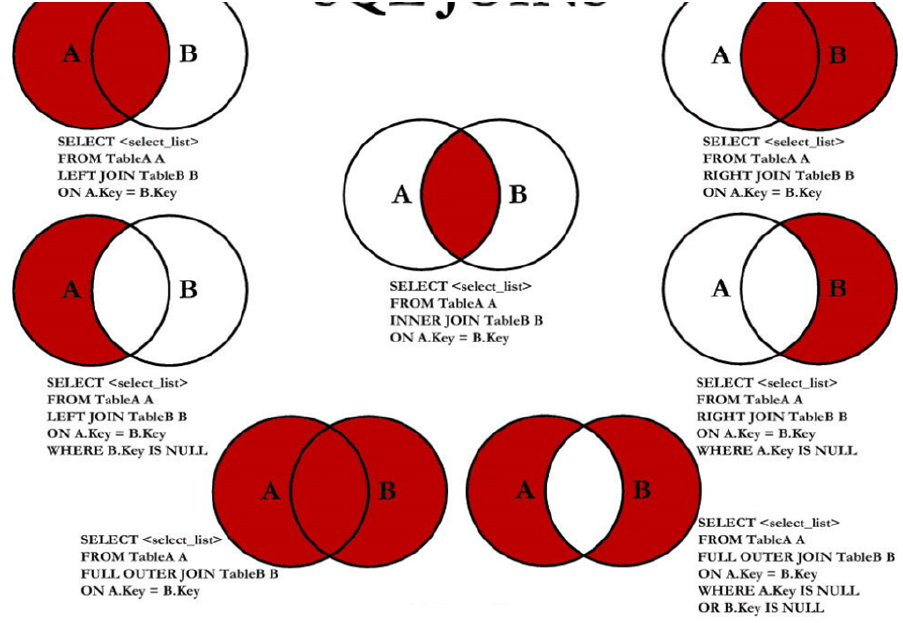 SQL JOINS
A B
SELECT <select_list>
FROM TableA A
LEFT JOIN TableB B
ON A.Key = B.Key
A B
SELECT <select_list>
FROM TableA A
RIGHT JOIN TableB B
ON A.Key = B.Key
A B
SELECT <select_list>
FROM TableA A
INNER JOIN TableB B
ON A.Key = B.Key
A B
SELECT <select_list>
FROM TableA A
LEFT JOIN TableB B
ON A.Key = B.Key
WHERE B.Key IS NULL
A B
SELECT <select_list>
FROM TableA A
RIGHT JOIN TableB B
ON A.Key = B.Key
WHERE A.Key IS NULL
A B
SELECT <select_list>
FROM TableA A
FULL OUTER JOIN TableB B
ON A.Key = B.Key
A B
SELECT <select_list>
FROM TableA A
FULL OUTER JOIN TableB B
ON A.Key = B.Key
WHERE A.Key IS NULL
OR B.Key IS NULL